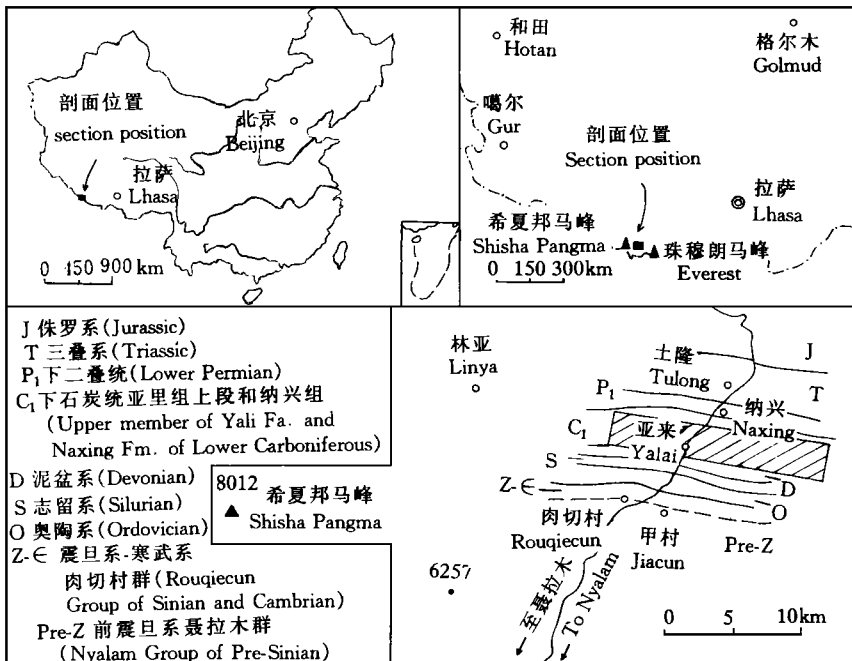 剖面位置
section position
北京
Beijing
拉萨
Lhasa
0 450 900 km
和田
Hotan
格尔木
Golmud
噶尔
Gur
剖面位置
Section position
拉萨
Lhasa
希夏邦马峰
Shisha Pangma
珠穆朗马峰
Everest
0 150 300km
J 侏罗系(Jurassic)
T 三叠系(Triassic)
P₁下二叠统(Lower Permian)
C₁下石炭统亚里组上段和纳兴组
(Upper member of Yali Fa. and
Naxing Fm. of Lower Carboniferous)
D 泥盆系(Devonian)
S 志留系(Silurian)
O 奥陶系(Ordovician)
Z-∈ 震旦系-寒武系
肉切村群(Rouqiecun
Group of Sinian and Cambrian)
Pre-Z 前震旦系聂拉木群
(Nyalam Group of Pre-Sinian)
8012
希夏邦马峰
Shisha Pangma
林亚
Linya
土隆
Tulong
J
P₁
T
纳兴
Naxing
C₁
亚来
Yalai
S
D
Z-∈
O
肉切村
Rouqiecun
甲村
Jiacun
Pre-Z
6257
至聂拉木
To Nyalam
0 5 10km